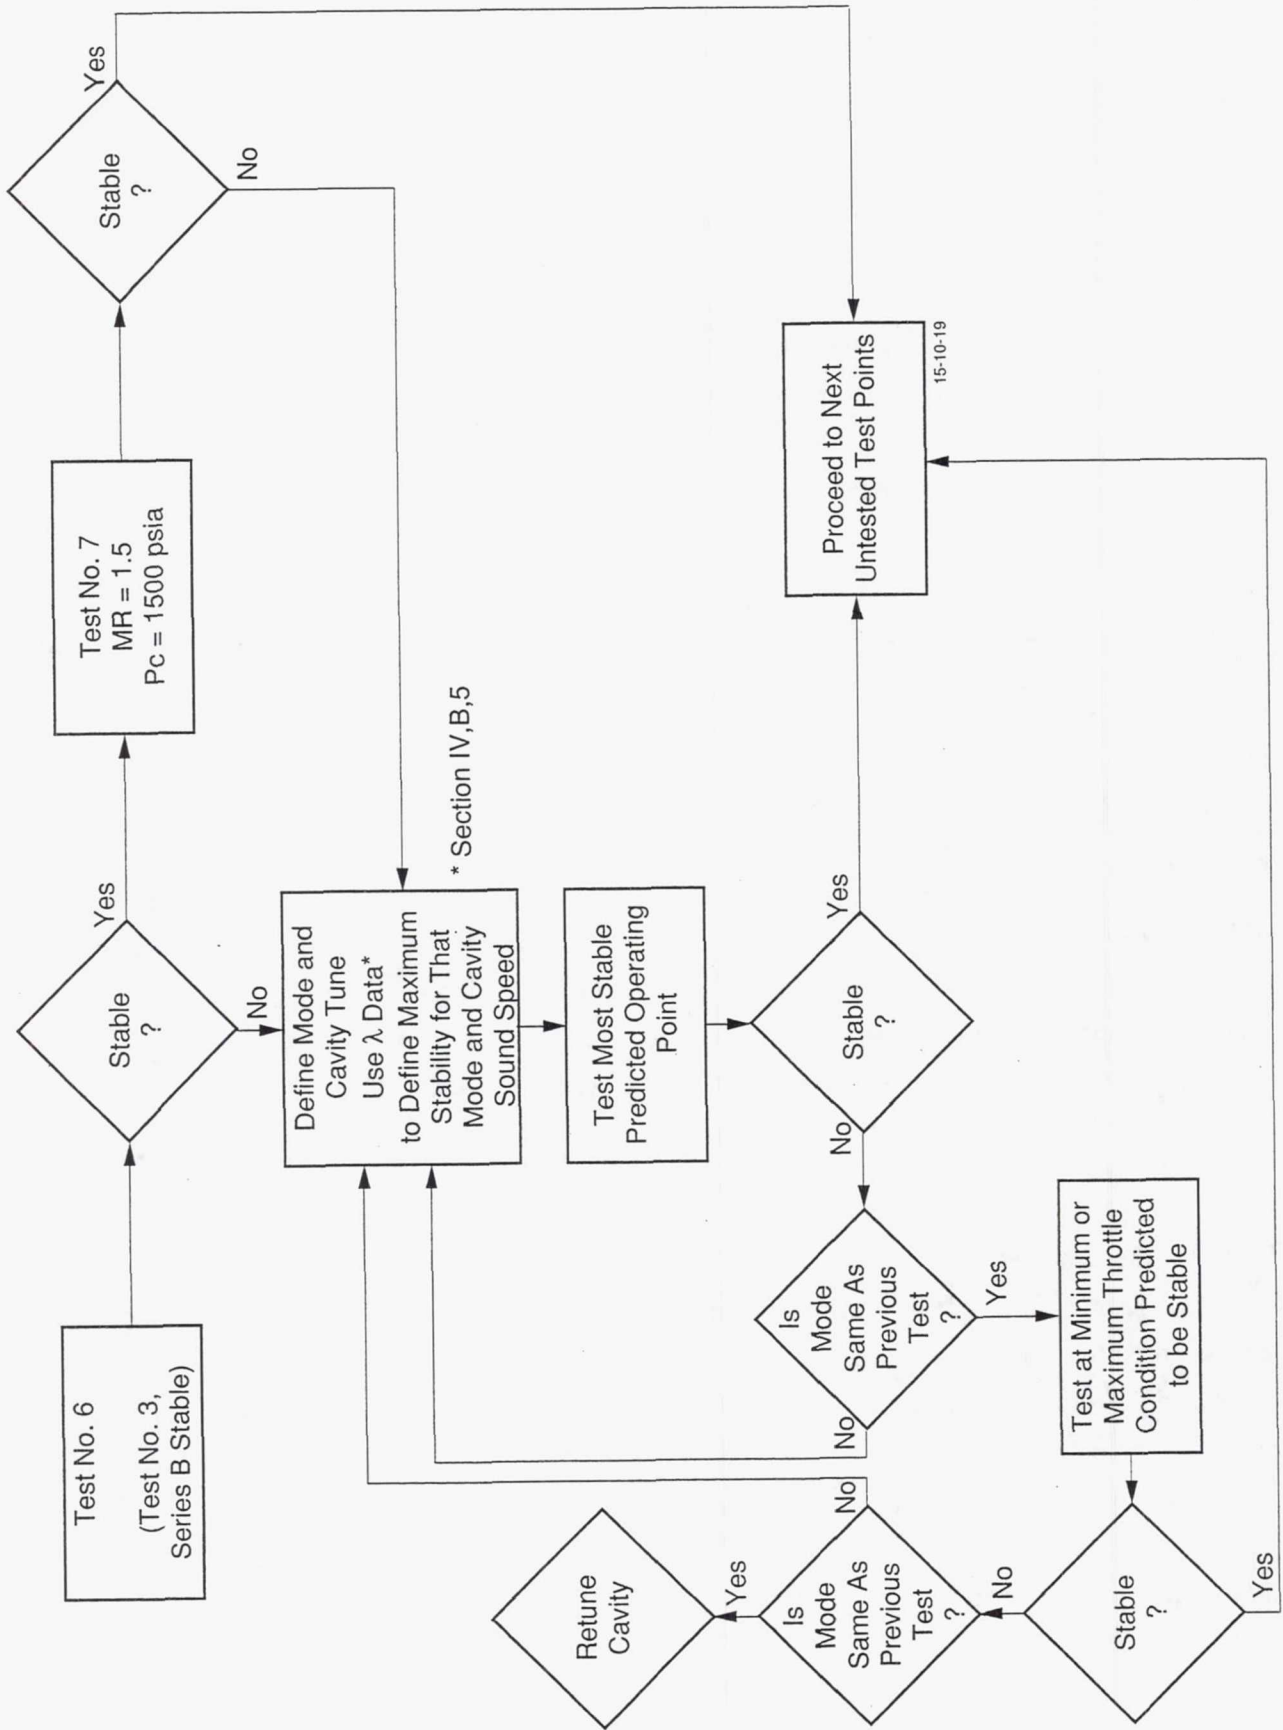 Test No. 6
(Test No. 3,
Series B Stable)
Stable
?
Yes
No
Test No. 7
MR = 1.5
Pc = 1500 psia
Stable
?
Yes
No
Define Mode and
Cavity Tune
Use λ Data*
to Define Maximum
Stability for That
Mode and Cavity
Sound Speed
* Section IV,B,5
Test Most Stable
Predicted Operating
Point
Stable
?
Yes
No
Proceed to Next
Untested Test Points
15-10-19
Is
Mode
Same As
Previous
Test
?
No
Yes
Test at Minimum or
Maximum Throttle
Condition Predicted
to be Stable
Stable
?
No
Yes
Is
Mode
Same As
Previous
Test
?
No
Yes
Retune
Cavity